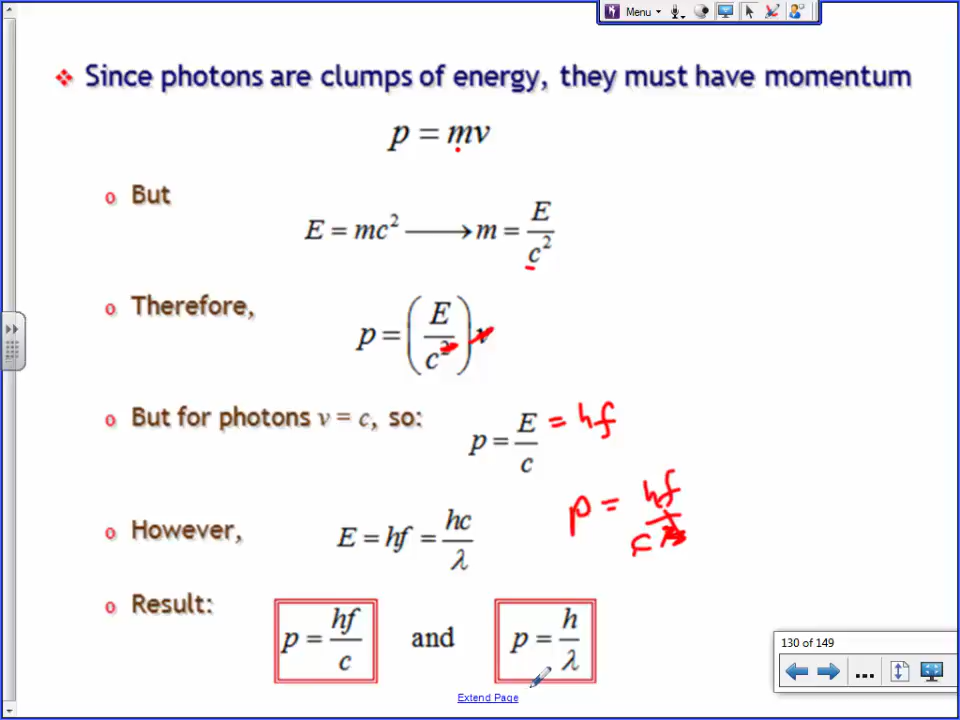 Menu
Since photons are clumps of energy, they must have momentum
p = mv
But
E = mc² ⟶ m = E/c²
Therefore,
p = (E/c²) v
But for photons v = c, so:
p = E/c = hf
p = hf/c
However,
E = hf = hc/λ
Result:
p = hf/c and p = h/λ
130 of 149
Extend Page